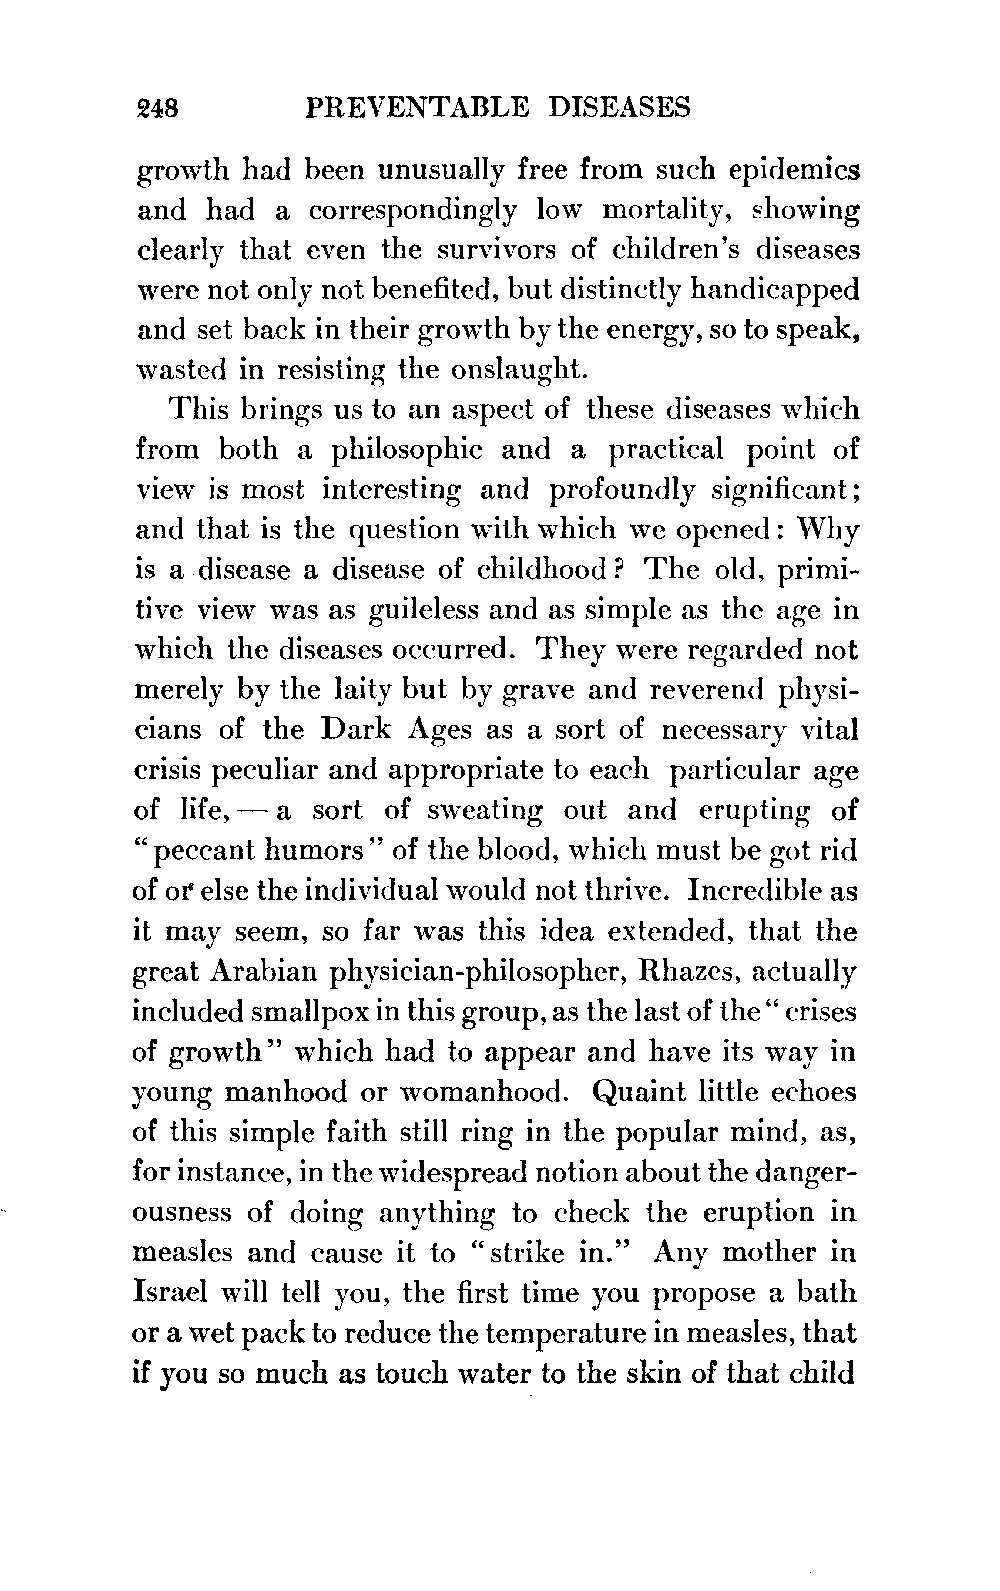 248 PREVENTABLE DISEASES
growth had been unusually free from such epidemics
and had a correspondingly low mortality, showing
clearly that even the survivors of children's diseases
were not only not benefited, but distinctly handicapped
and set back in their growth by the energy, so to speak,
wasted in resisting the onslaught.
This brings us to an aspect of these diseases which
from both a philosophic and a practical point of
view is most interesting and profoundly significant;
and that is the question with which we opened: Why
is a disease a disease of childhood? The old, primi-
tive view was as guileless and as simple as the age in
which the diseases occurred. They were regarded not
merely by the laity but by grave and reverend physi-
cians of the Dark Ages as a sort of necessary vital
crisis peculiar and appropriate to each particular age
of life, — a sort of sweating out and erupting of
"peccant humors" of the blood, which must be got rid
of or else the individual would not thrive. Incredible as
it may seem, so far was this idea extended, that the
great Arabian physician-philosopher, Rhazes, actually
included smallpox in this group, as the last of the "crises
of growth" which had to appear and have its way in
young manhood or womanhood. Quaint little echoes
of this simple faith still ring in the popular mind, as,
for instance, in the widespread notion about the danger-
ousness of doing anything to check the eruption in
measles and cause it to "strike in." Any mother in
Israel will tell you, the first time you propose a bath
or a wet pack to reduce the temperature in measles, that
if you so much as touch water to the skin of that child